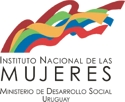 INSTITUTO NACIONAL DE LAS
MUJERES
MINISTERIO DE DESARROLLO SOCIAL
URUGUAY